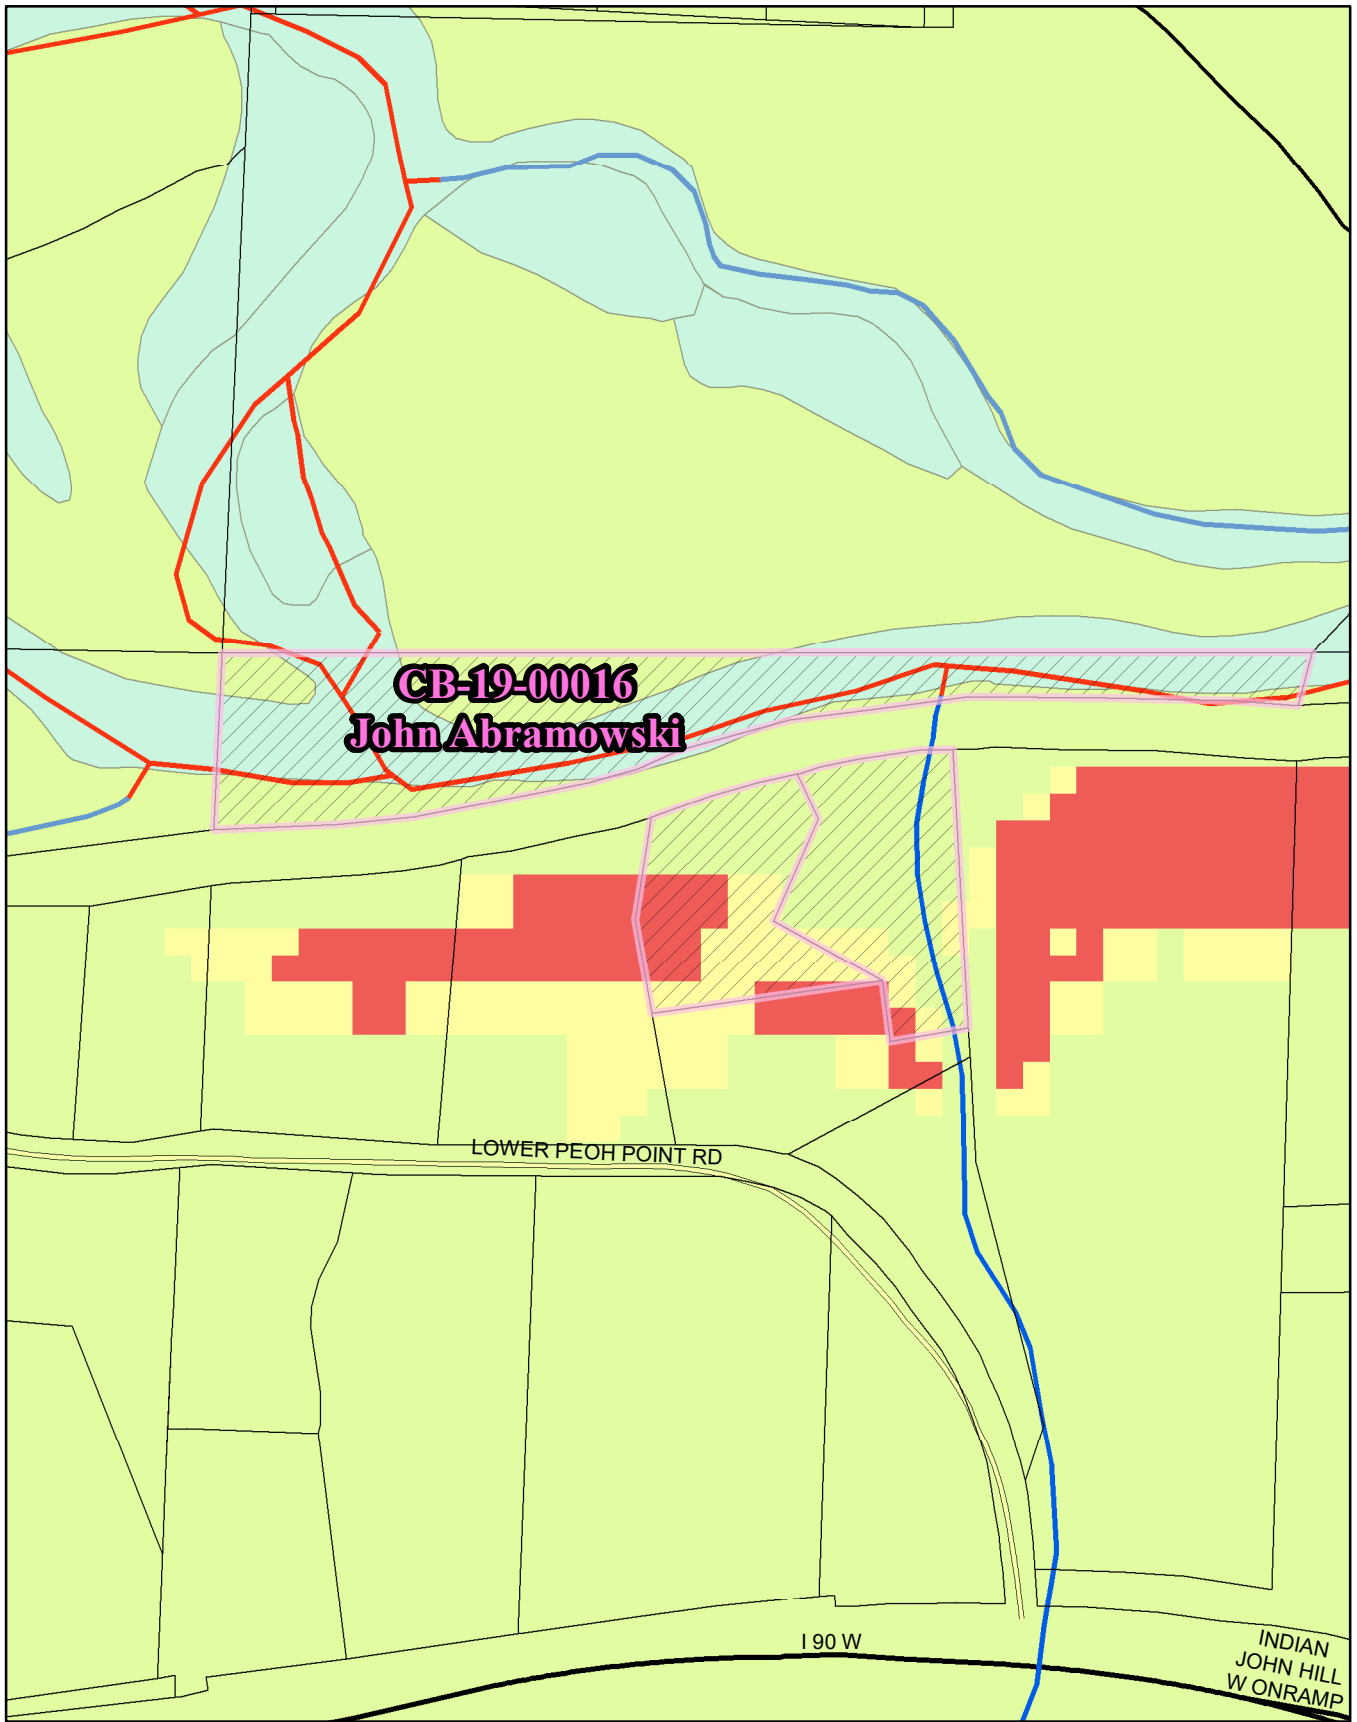 CB-19-00016
John Abramowski
LOWER PEOH POINT RD
I 90 W
INDIAN
JOHN HILL
W ONRAMP